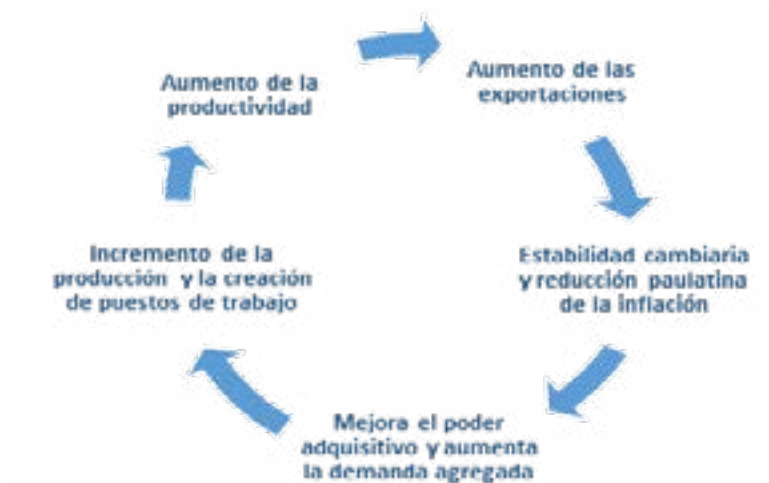 Aumento de la
productividad
Aumento de las
exportaciones
Estabilidad cambiaria
y reducción paulatina
de la inflación
Mejora el poder
adquisitivo y aumenta
la demanda agregada
Incremento de la
producción y la creación
de puestos de trabajo